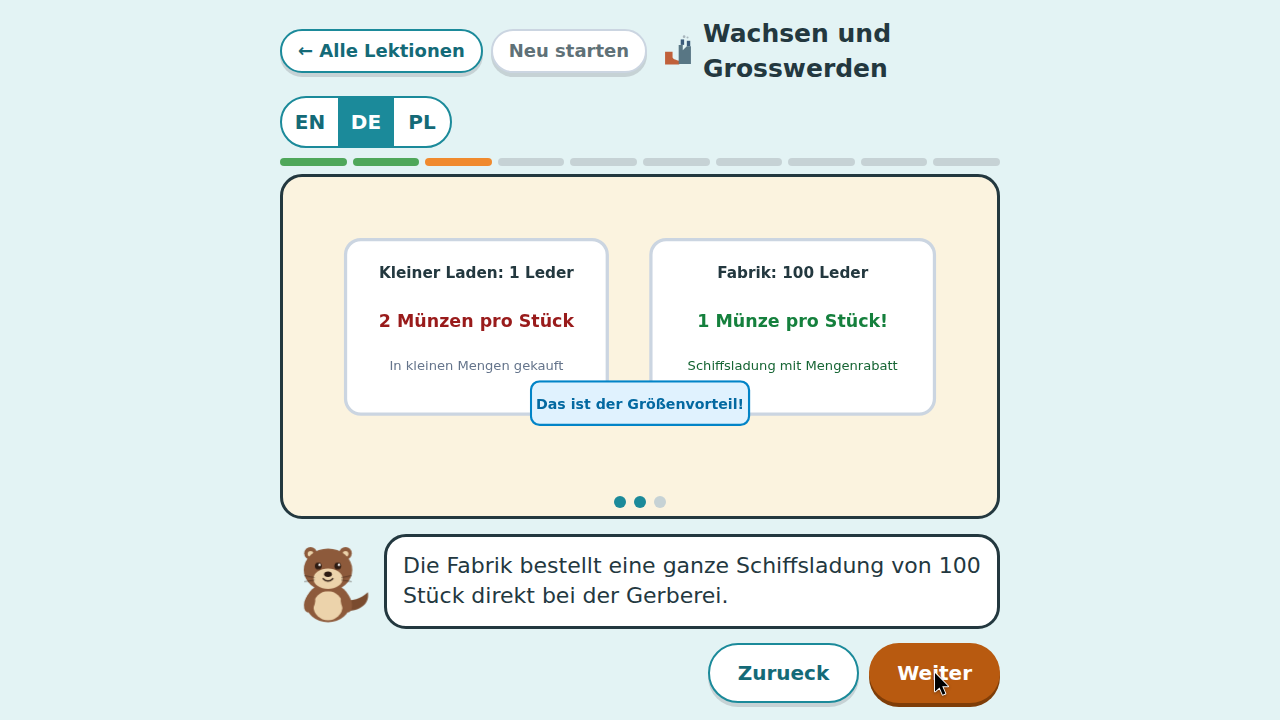 ← Alle Lektionen
Neu starten
Wachsen und
Grosswerden
EN DE PL
Kleiner Laden: 1 Leder
2 Münzen pro Stück
In kleinen Mengen gekauft
Fabrik: 100 Leder
1 Münze pro Stück!
Schiffsladung mit Mengenrabatt
Das ist der Größenvorteil!
Die Fabrik bestellt eine ganze Schiffsladung von 100
Stück direkt bei der Gerberei.
Zurueck
Weiter